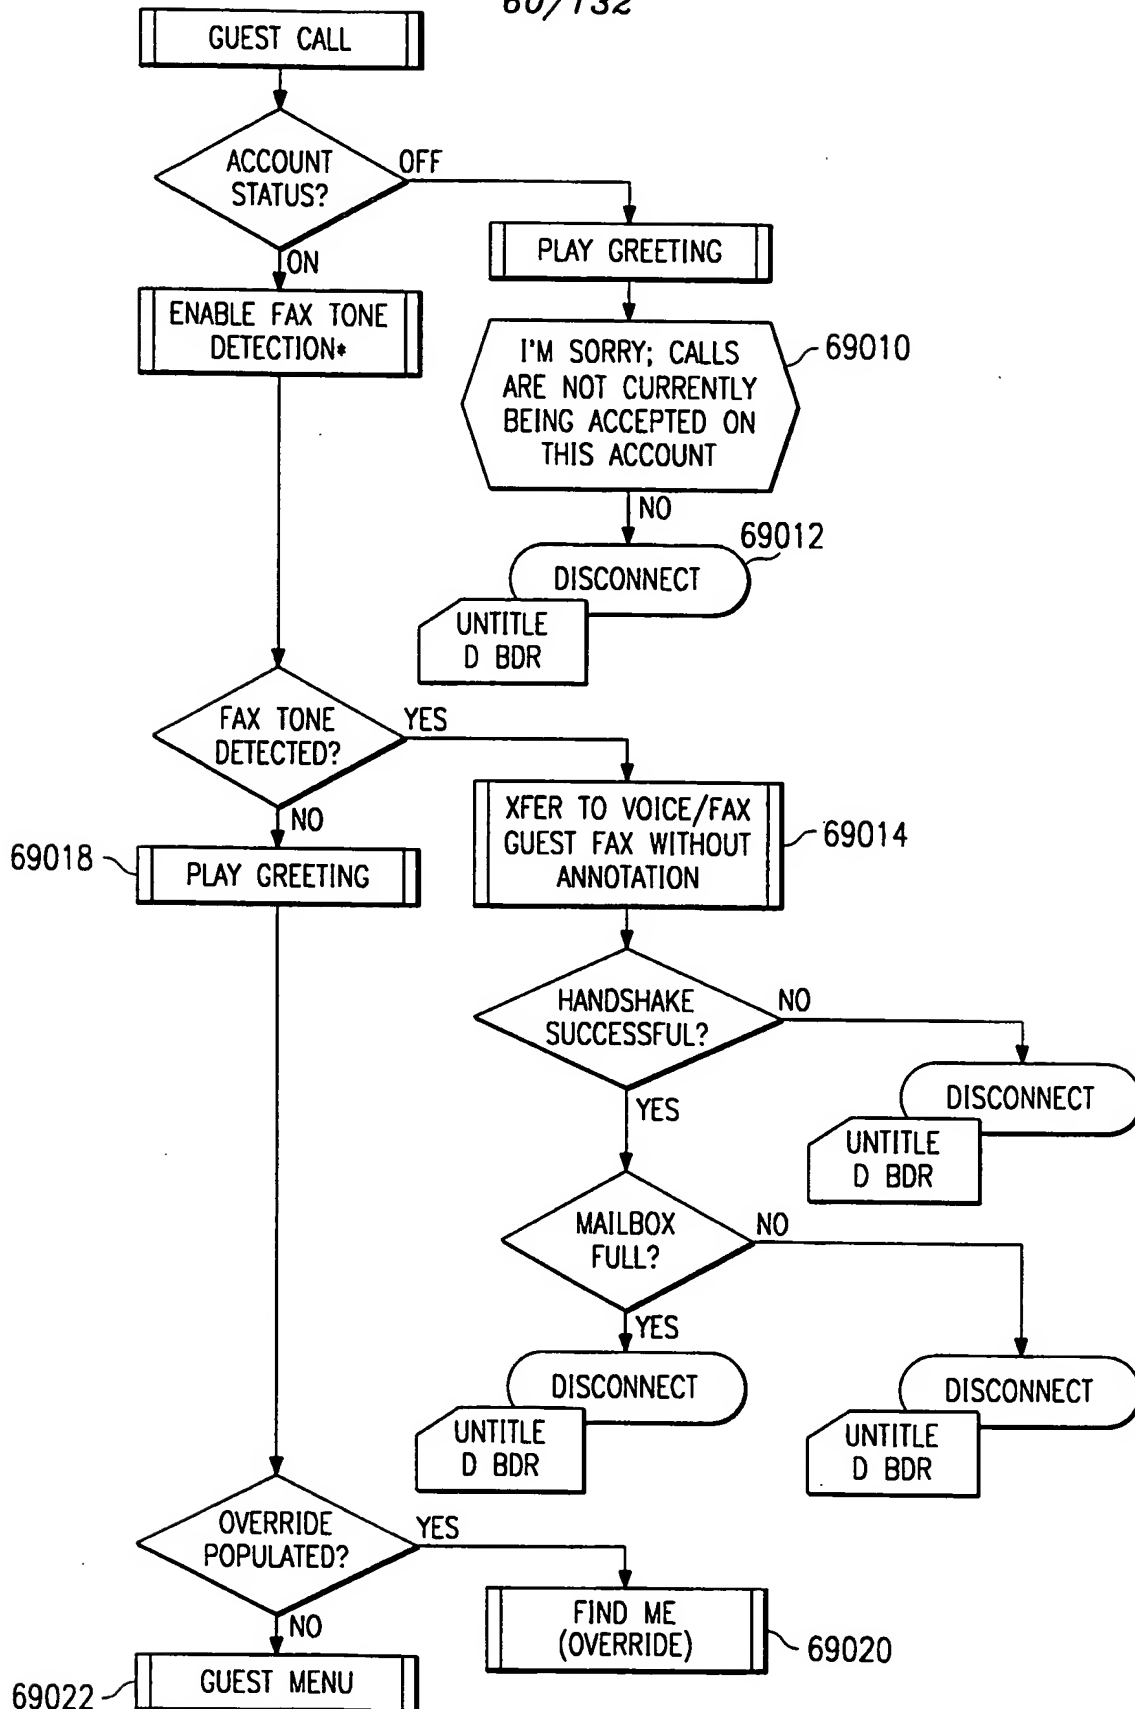 60/132
GUEST CALL
ACCOUNT
STATUS?
OFF
ON
PLAY GREETING
ENABLE FAX TONE
DETECTION*
I'M SORRY; CALLS
ARE NOT CURRENTLY
BEING ACCEPTED ON
THIS ACCOUNT
69010
NO
69012
DISCONNECT
UNTITLE
D BDR
FAX TONE
DETECTED?
YES
NO
XFER TO VOICE/FAX
GUEST FAX WITHOUT
ANNOTATION
69014
69018
PLAY GREETING
HANDSHAKE
SUCCESSFUL?
NO
YES
DISCONNECT
UNTITLE
D BDR
MAILBOX
FULL?
NO
YES
DISCONNECT
UNTITLE
D BDR
DISCONNECT
UNTITLE
D BDR
OVERRIDE
POPULATED?
YES
NO
FIND ME
(OVERRIDE)
69020
GUEST MENU
69022